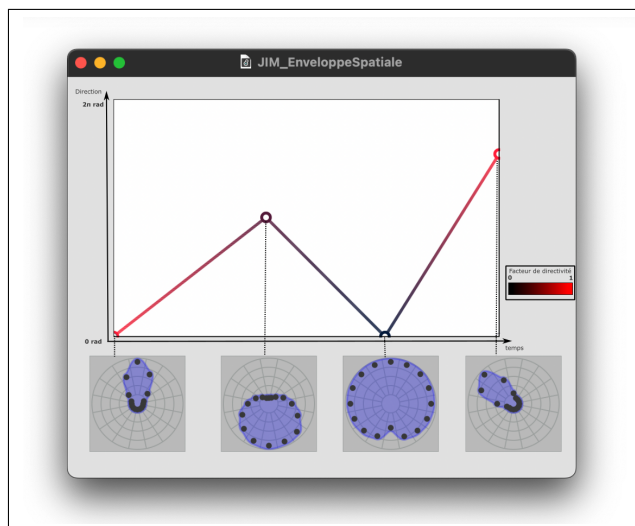 JIM_EnveloppeSpatiale
Direction
2π rad
Facteur de directivité
0 1
0 rad
temps